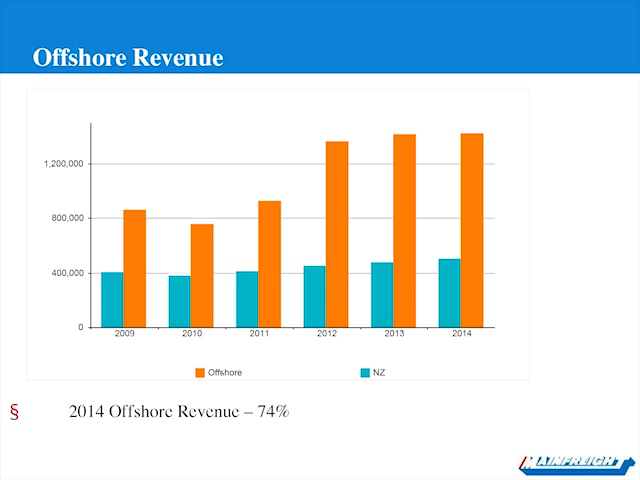 Offshore Revenue
1,200,000
800,000
400,000
0
2009 2010 2011 2012 2013 2014
Offshore NZ
§ 2014 Offshore Revenue – 74%
MAINFREIGHT